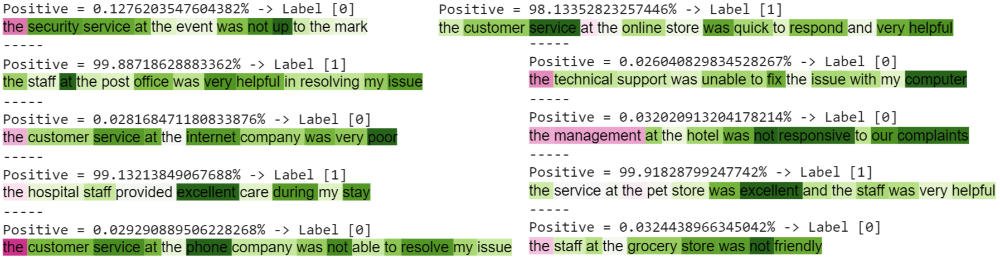 Positive = 0.1276203547604382% -> Label [0]
the security service at the event was not up to the mark
-----
Positive = 99.88718628883362% -> Label [1]
the staff at the post office was very helpful in resolving my issue
-----
Positive = 0.028168471180833876% -> Label [0]
the customer service at the internet company was very poor
-----
Positive = 99.13213849067688% -> Label [1]
the hospital staff provided excellent care during my stay
-----
Positive = 0.029290889506228268% -> Label [0]
the customer service at the phone company was not able to resolve my issue
Positive = 98.13352823257446% -> Label [1]
the customer service at the online store was quick to respond and very helpful
-----
Positive = 0.026040829834528267% -> Label [0]
the technical support was unable to fix the issue with my computer
-----
Positive = 0.032020913204178214% -> Label [0]
the management at the hotel was not responsive to our complaints
-----
Positive = 99.91828799247742% -> Label [1]
the service at the pet store was excellent and the staff was very helpful
-----
Positive = 0.0324438966345042% -> Label [0]
the staff at the grocery store was not friendly